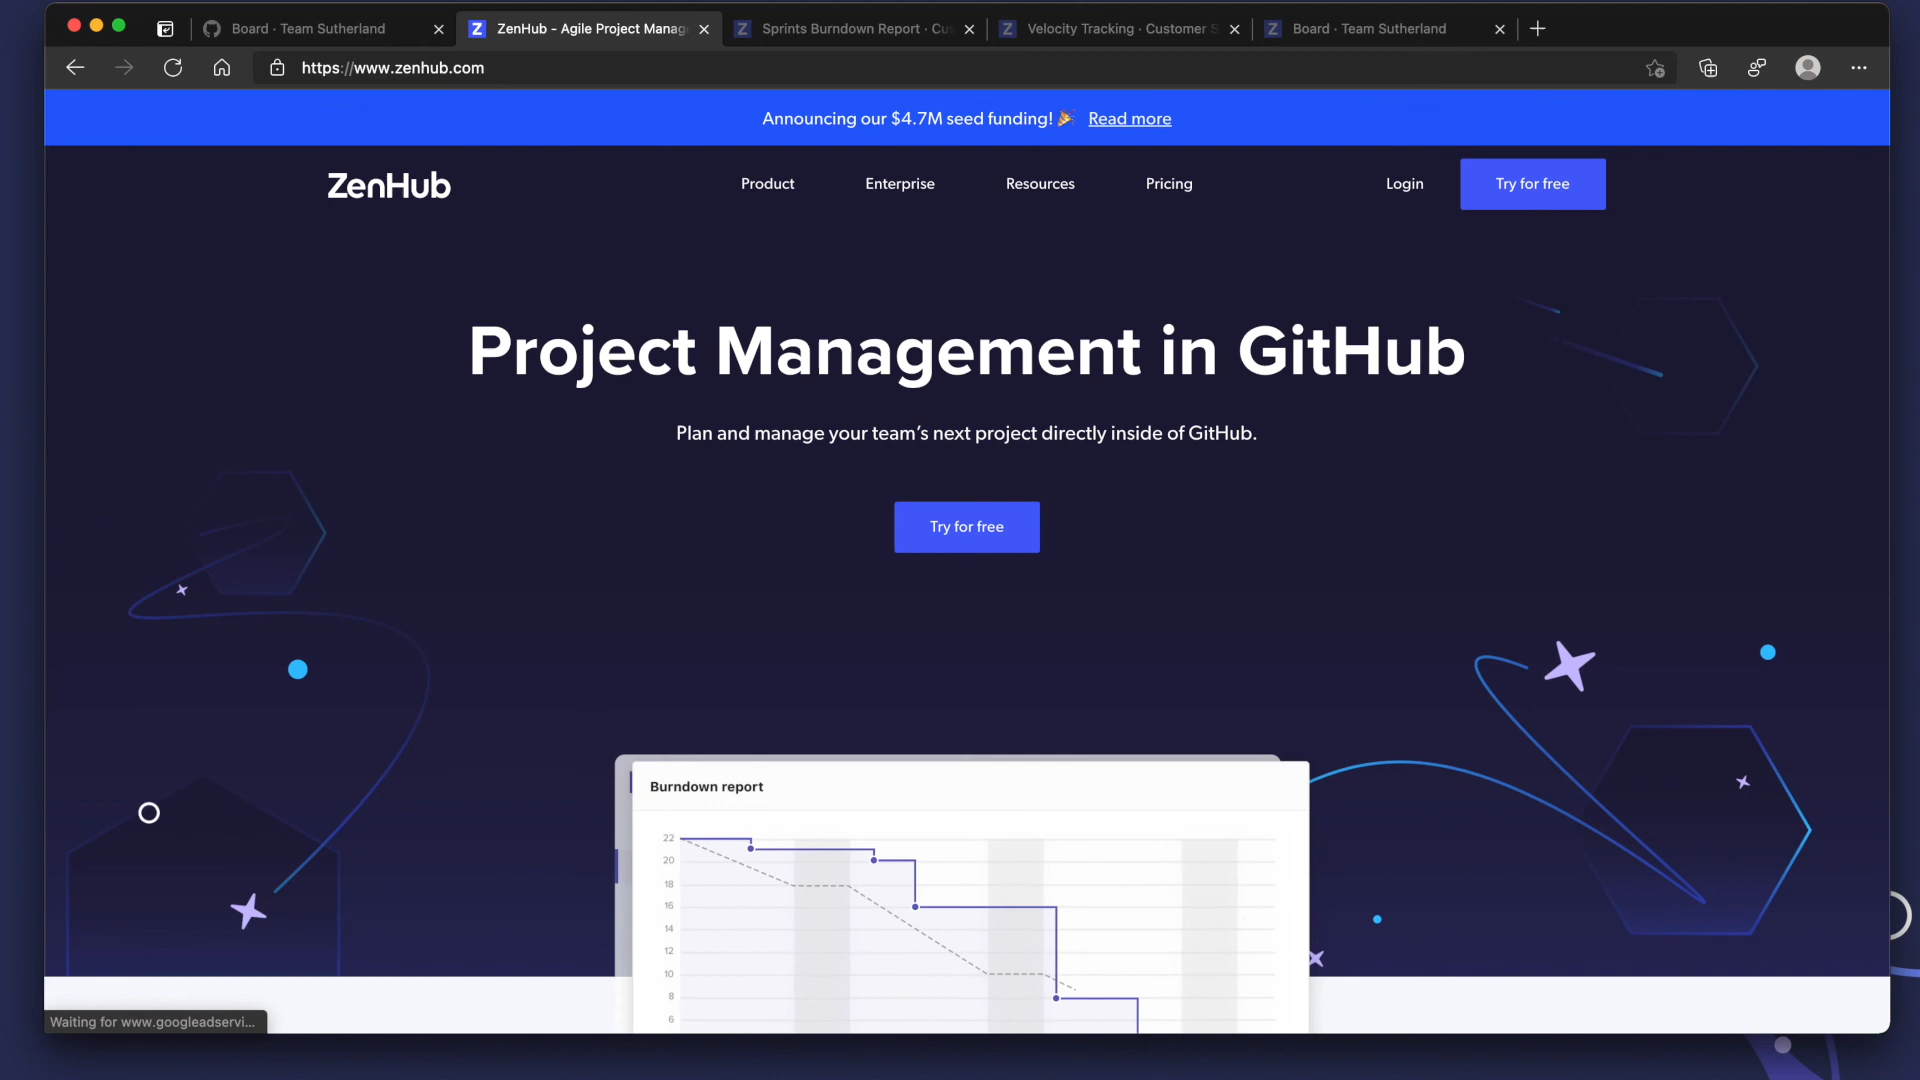 Board · Team Sutherland
ZenHub - Agile Project Manag
Sprints Burndown Report · Cu
Velocity Tracking · Customer S
Board · Team Sutherland
https://www.zenhub.com
Announcing our $4.7M seed funding! 🎉 Read more
ZenHub
Product
Enterprise
Resources
Pricing
Login
Try for free
Project Management in GitHub
Plan and manage your team’s next project directly inside of GitHub.
Try for free
Burndown report
22
20
18
16
14
12
10
8
6
Waiting for www.googleadservi...